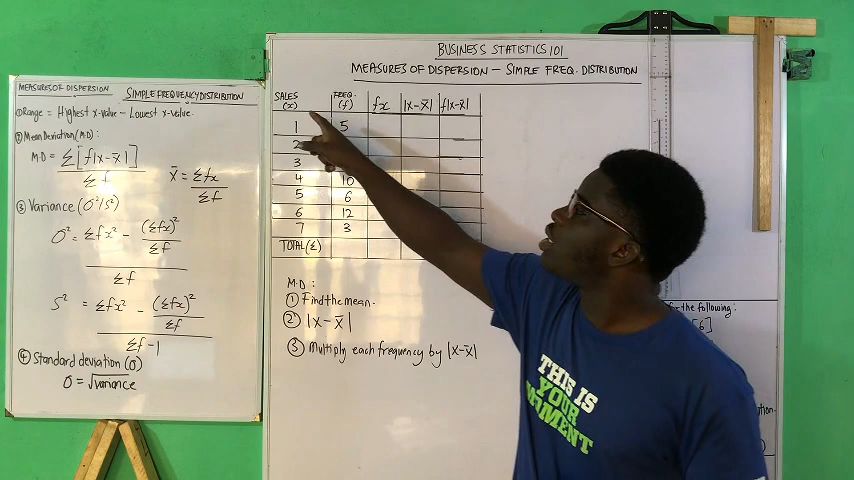 MEASURES OF DISPERSION
SIMPLE FREQUENCY DISTRIBUTION
① Range = Highest x-value - Lowest x-value.
② Mean Deviation (M.D):
M.D = Σ[f|x-x̄|]
Σf
x̄ = Σfx
Σf
③ Variance (σ²/s²)
σ² = Σfx² - (Σfx)²
Σf
Σf
s² = Σfx² - (Σfx)²
Σf
Σf-1
④ Standard deviation (σ)
σ = √variance
BUSINESS STATISTICS 101
MEASURES OF DISPERSION - SIMPLE FREQ. DISTRIBUTION
SALES (x) FREQ. (f) fx |x-x̄| f|x-x̄|
1 5
2
3
4 10
5 6
6 12
7 3
TOTAL(Σ)
M.D:
① Find the mean.
② |x-x̄|
③ Multiply each frequency by |x-x̄|
for the following:
[6]
THIS IS
YOUR
MOMENT